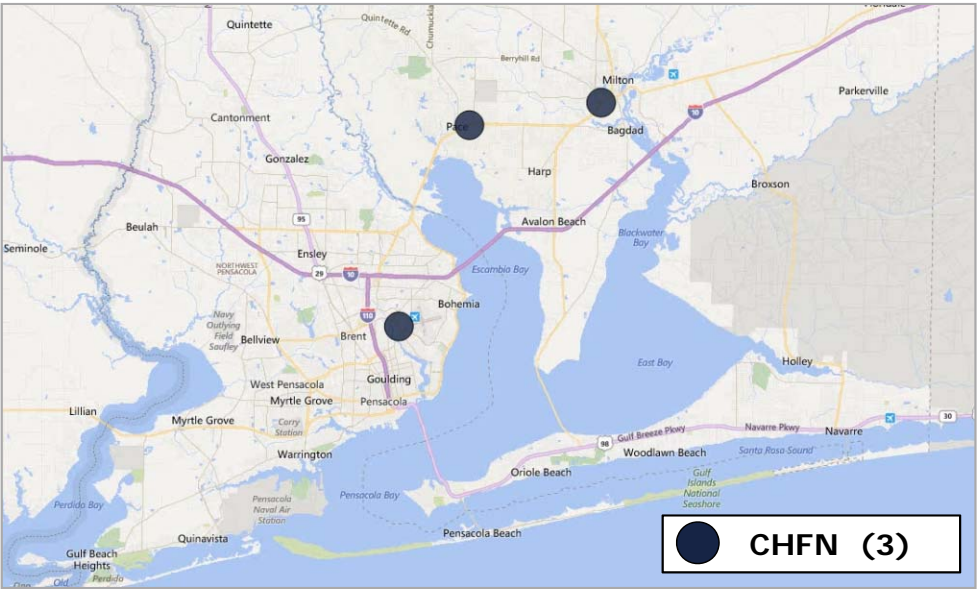 Quintette
Quintette Rd
Chumuckla
Berryhill Rd
Milton
Parkerville
10
Cantonment
Pace
Bagdad
Gonzalez
Harp
Broxson
95
Beulah
Avalon Beach
Blackwater
Bay
Seminole
Ensley
NORTHWEST
PENSACOLA
29
10
Escambia Bay
Bohemia
110
Navy
Outlying
Field
Saufley
Bellview
Brent
East Bay
Holley
Goulding
West Pensacola
Myrtle Grove
Pensacola
Lillian
Myrtle Grove
Corry
Station
30
Navarre Pkwy
Navarre
Gulf Breeze Pkwy
98
Warrington
Woodlawn Beach
Santa Rosa Sound
Oriole Beach
Gulf
Islands
National
Seashore
Pensacola Bay
Pensacola
Naval Air
Station
Perdido Bay
Pensacola Beach
Quinavista
Gulf Beach
Heights
Old
Perdido
CHFN (3)